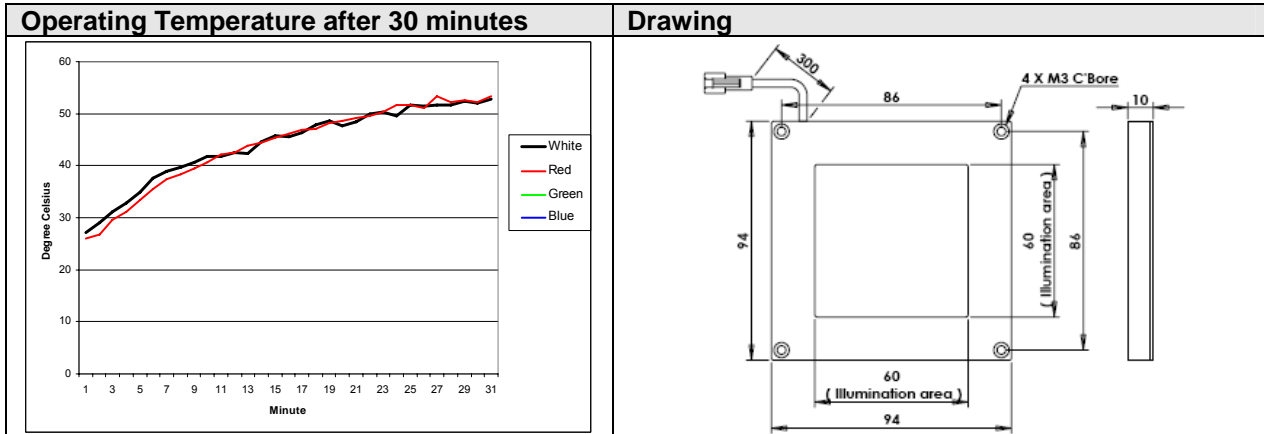 Operating Temperature after 30 minutes
Drawing
60
50
40
30
20
10
0
Degree Celsius
1 3 5 7 9 11 13 15 17 19 21 23 25 27 29 31
Minute
White
Red
Green
Blue
300
4 X M3 C'Bore
86
10
94
60
( Illumination area )
86
60
( Illumination area )
94